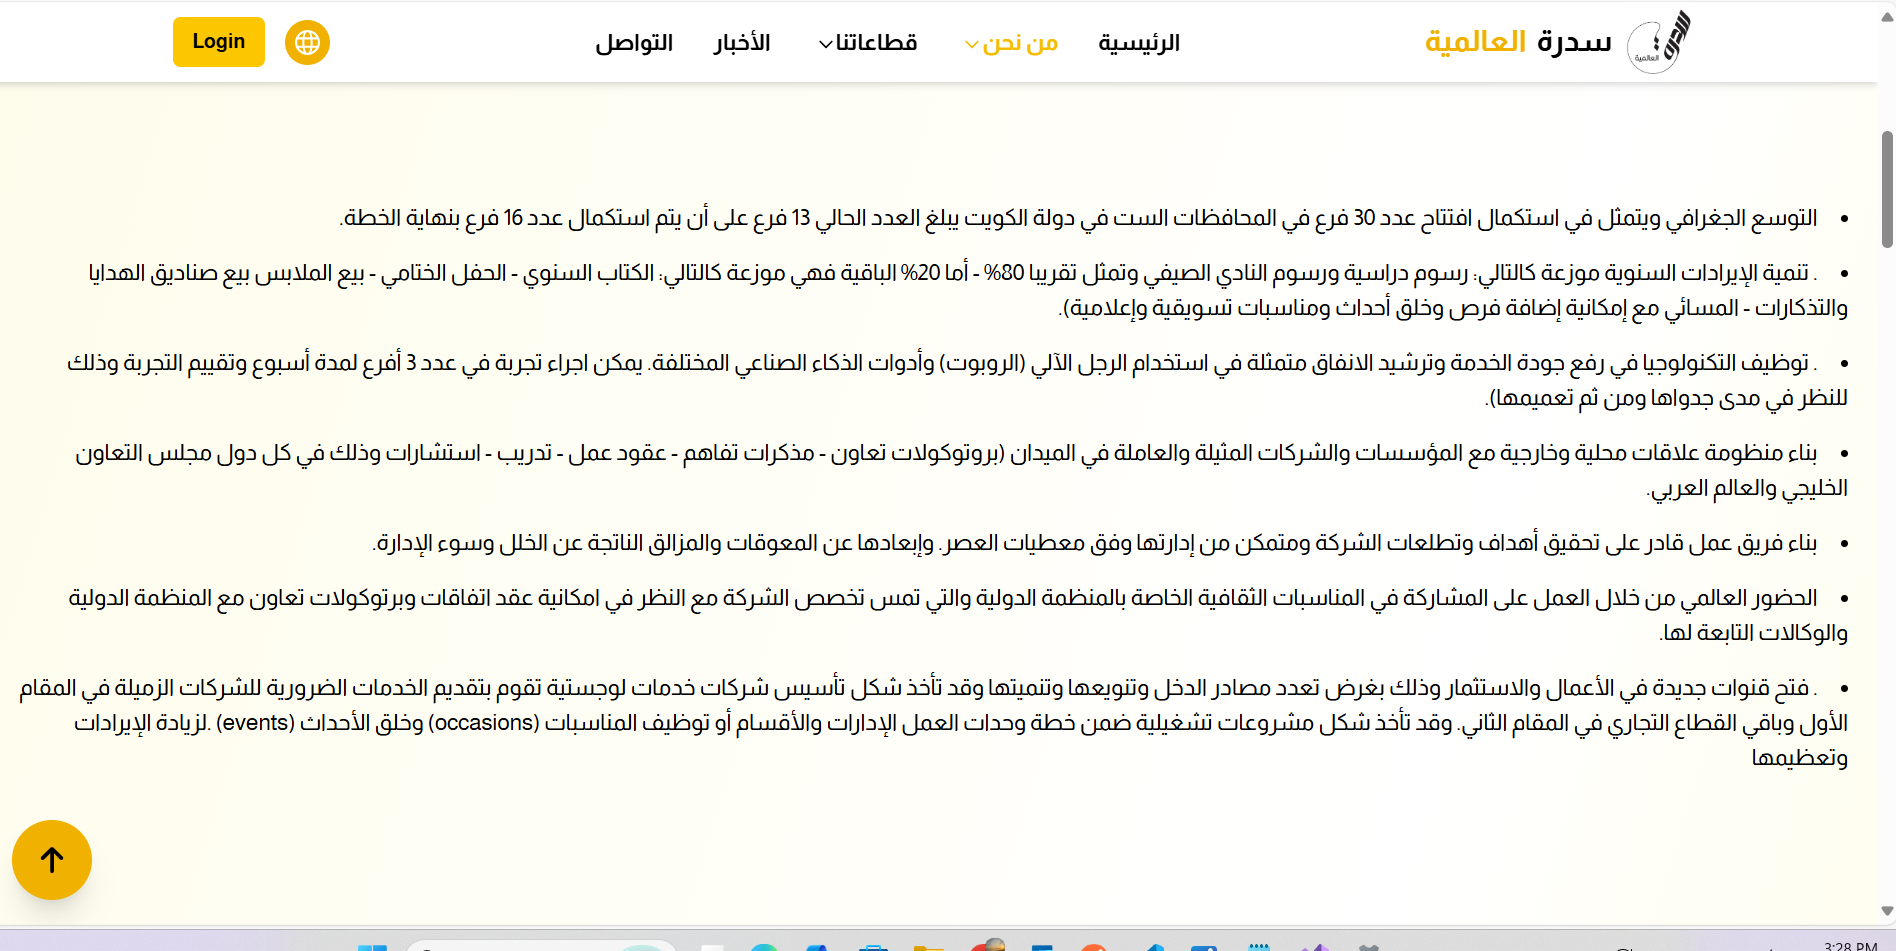 سدرة العالمية
العالمية
الرئيسية
من نحن
قطاعاتنا
الأخبار
التواصل
Login
التوسع الجغرافي ويتمثل في استكمال افتتاح عدد 30 فرع في المحافظات الست في دولة الكويت يبلغ العدد الحالي 13 فرع على أن يتم استكمال عدد 16 فرع بنهاية الخطة.
. تنمية الإيرادات السنوية موزعة كالتالي: رسوم دراسية ورسوم النادي الصيفي وتمثل تقريبا 80% - أما 20% الباقية فهي موزعة كالتالي: الكتاب السنوي - الحفل الختامي - بيع الملابس بيع صناديق الهدايا
والتذكارات - المسائي مع إمكانية إضافة فرص وخلق أحداث ومناسبات تسويقية وإعلامية).
. توظيف التكنولوجيا في رفع جودة الخدمة وترشيد الانفاق متمثلة في استخدام الرجل الآلي (الروبوت) وأدوات الذكاء الصناعي المختلفة. يمكن اجراء تجربة في عدد 3 أفرع لمدة أسبوع وتقييم التجربة وذلك
للنظر في مدى جدواها ومن ثم تعميمها).
بناء منظومة علاقات محلية وخارجية مع المؤسسات والشركات المثيلة والعاملة في الميدان (بروتوكولات تعاون - مذكرات تفاهم - عقود عمل - تدريب - استشارات وذلك في كل دول مجلس التعاون
الخليجي والعالم العربي.
بناء فريق عمل قادر على تحقيق أهداف وتطلعات الشركة ومتمكن من إدارتها وفق معطيات العصر. وإبعادها عن المعوقات والمزالق الناتجة عن الخلل وسوء الإدارة.
الحضور العالمي من خلال العمل على المشاركة في المناسبات الثقافية الخاصة بالمنظمة الدولية والتي تمس تخصص الشركة مع النظر في امكانية عقد اتفاقات وبرتوكولات تعاون مع المنظمة الدولية
والوكالات التابعة لها.
. فتح قنوات جديدة في الأعمال والاستثمار وذلك بغرض تعدد مصادر الدخل وتنويعها وتنميتها وقد تأخذ شكل تأسيس شركات خدمات لوجستية تقوم بتقديم الخدمات الضرورية للشركات الزميلة في المقام
الأول وباقي القطاع التجاري في المقام الثاني. وقد تأخذ شكل مشروعات تشغيلية ضمن خطة وحدات العمل الإدارات والأقسام أو توظيف المناسبات (occasions) وخلق الأحداث (events) .لزيادة الإيرادات
وتعظيمها
3:28 PM